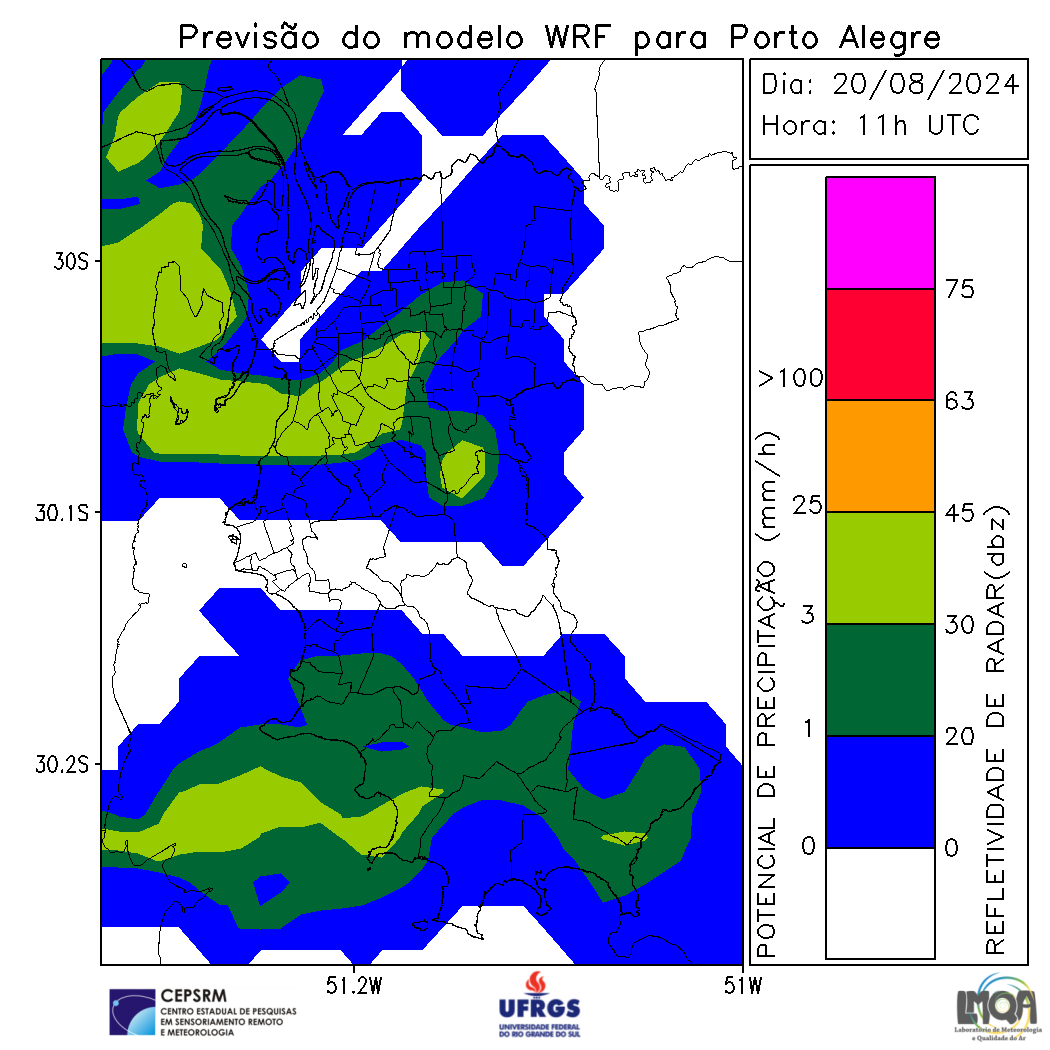 Previsão do modelo WRF para Porto Alegre
Dia: 20/08/2024
Hora: 11h UTC
30S
30.1S
30.2S
51.2W
51W
POTENCIAL DE PRECIPITAÇÃO (mm/h)
>100
25
3
1
0
75
63
45
30
20
0
REFLETIVIDADE DE RADAR(dbz)
CEPSRM
CENTRO ESTADUAL DE PESQUISAS
EM SENSORIAMENTO REMOTO
E METEOROLOGIA
UFRGS
UNIVERSIDADE FEDERAL
DO RIO GRANDE DO SUL
LMQA
Laboratório de Meteorologia
e Qualidade do Ar